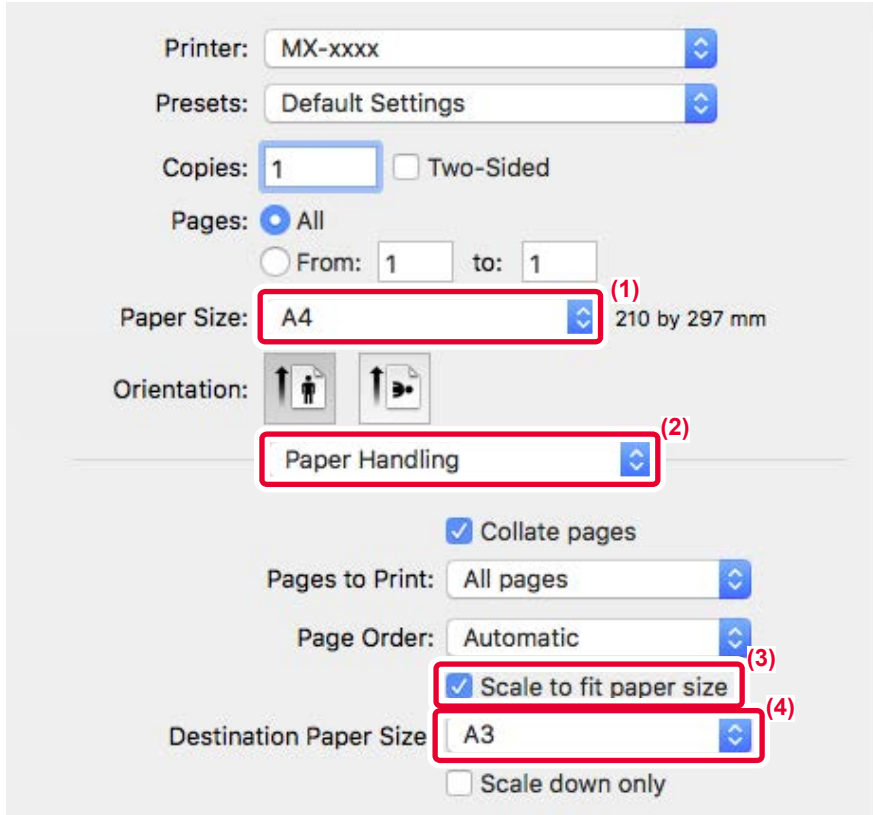 Printer: MX-xxxx
Presets: Default Settings
Copies: 1 Two-Sided
Pages: All
From: 1 to: 1
(1)
Paper Size: A4 210 by 297 mm
Orientation:
(2)
Paper Handling
Collate pages
Pages to Print: All pages
Page Order: Automatic
(3)
Scale to fit paper size
(4)
Destination Paper Size A3
Scale down only